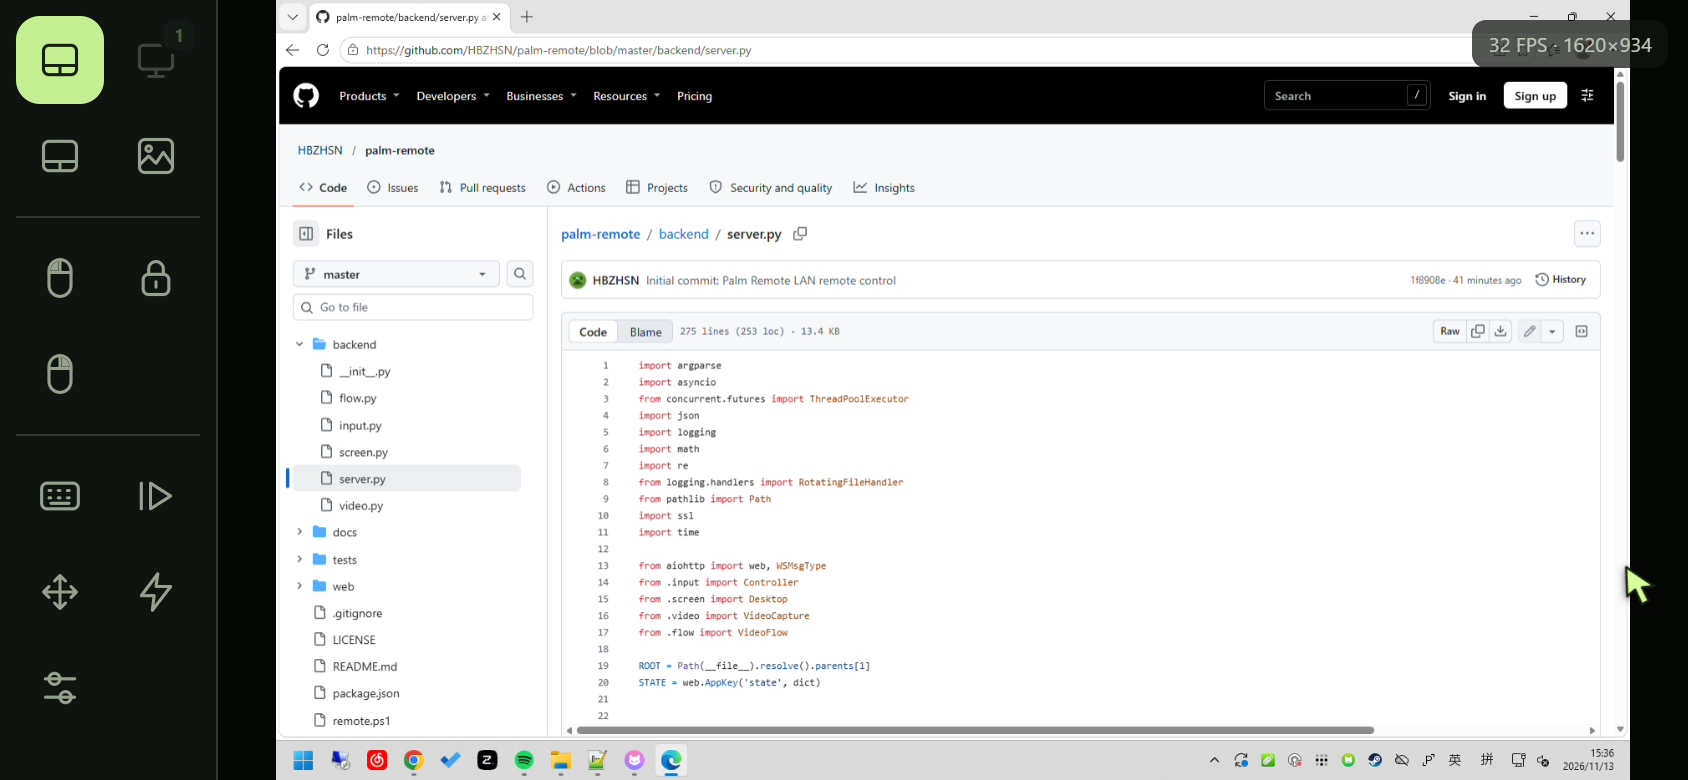 1
palm-remote/backend/server.py a
https://github.com/HBZHSN/palm-remote/blob/master/backend/server.py
32 FPS · 1620×934
Products Developers Businesses Resources Pricing
Search /
Sign in
Sign up
HBZHSN / palm-remote
Code Issues Pull requests Actions Projects Security and quality Insights
Files
palm-remote / backend / server.py
master
HBZHSN Initial commit: Palm Remote LAN remote control
1f8908e · 41 minutes ago History
Go to file
Code Blame 275 lines (253 loc) · 13.4 KB
Raw
backend
__init__.py
flow.py
input.py
screen.py
server.py
video.py
docs
tests
web
.gitignore
LICENSE
README.md
package.json
remote.ps1
1 import argparse
2 import asyncio
3 from concurrent.futures import ThreadPoolExecutor
4 import json
5 import logging
6 import math
7 import re
8 from logging.handlers import RotatingFileHandler
9 from pathlib import Path
10 import ssl
11 import time
12
13 from aiohttp import web, WSMsgType
14 from .input import Controller
15 from .screen import Desktop
16 from .video import VideoCapture
17 from .flow import VideoFlow
18
19 ROOT = Path(__file__).resolve().parents[1]
20 STATE = web.AppKey('state', dict)
21
22
英
拼
15:36
2026/11/13